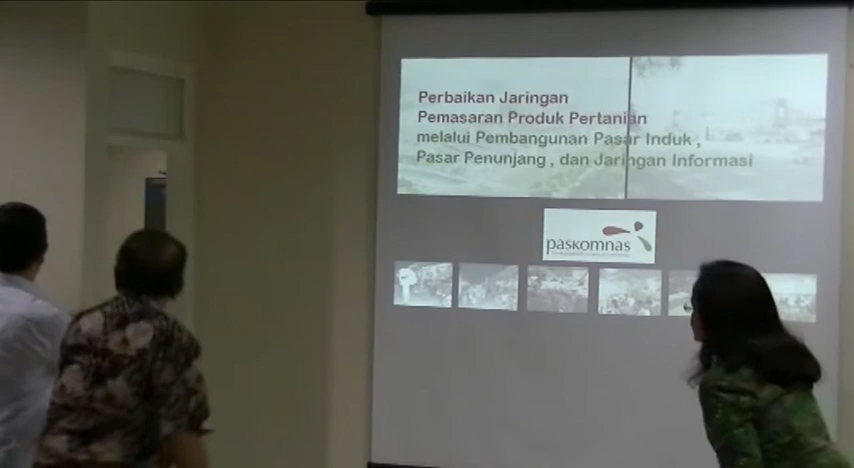 Perbaikan Jaringan
Pemasaran Produk Pertanian
melalui Pembangunan Pasar Induk ,
Pasar Penunjang , dan Jaringan Informasi
paskomnas